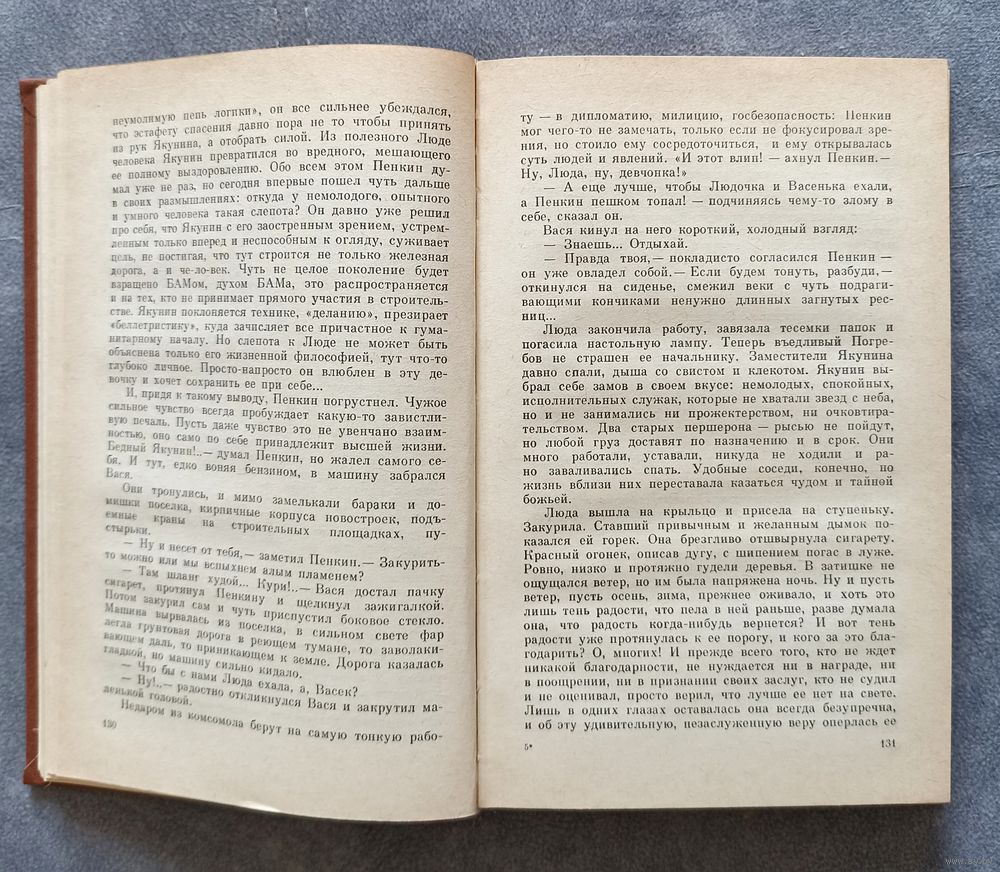 неумолимую цепь логики», он все сильнее убеждался,
что эстафету спасения давно пора не то чтобы принять
из рук Якунина, а отобрать силой. Из полезного Люде
человека Якунин превратился во вредного, мешающего
ее полному выздоровлению. Обо всем этом Пенкин ду-
мал уже не раз, но сегодня впервые пошел чуть дальше
в своих размышлениях: откуда у немолодого, опытного
и умного человека такая слепота? Он давно уже решил
про себя, что Якунин с его заостренным зрением, устрем-
ленным только вперед и неспособным к огляду, суживает
цель, не постигая, что тут строится не только железная
дорога, а и че-ло-век. Чуть не целое поколение будет
взращено БАМом, духом БАМа, это распространяется
и на тех, кто не принимает прямого участия в строитель-
стве. Якунин поклоняется технике, «деланию», презирает
«беллетристику», куда зачисляет все причастное к гума-
нитарному началу. Но слепота к Люде не может быть
объяснена только его жизненной философией, тут что-то
глубоко личное. Просто-напросто он влюблен в эту де-
вочку и хочет сохранить ее при себе...
И, придя к такому выводу, Пенкин погрустнел. Чужое
сильное чувство всегда пробуждает какую-то завистли-
вую печаль. Пусть даже чувство это не увенчано взаим-
ностью, оно само по себе принадлежит высшей жизни.
Бедный Якунин!..— думал Пенкин, но жалел самого се-
бя. И тут, едко воняя бензином, в машину забрался
Вася.
Они тронулись, и мимо замелькали бараки и до-
мишки поселка, кирпичные корпуса новостроек, подъ-
емные краны на строительных площадках, пу-
стырьки.
— Ну и несет от тебя,— заметил Пенкин.— Закурить-
то можно или мы вспыхнем алым пламенем?
— Там шланг худой... Кури!..— Вася достал пачку
сигарет, протянул Пенкину и щелкнул зажигалкой.
Потом закурил сам и чуть приспустил боковое стекло.
Машина вырвалась из поселка, в сильном свете фар
легла грунтовая дорога в реющем тумане, то заволаки-
вающем даль, то приникающем к земле. Дорога казалась
гладкой, но машину сильно кидало.
— Что бы с нами Люда ехала, а, Васек?
— Ну!..— радостно откликнулся Вася и закрутил ма-
ленькой головой.
Недаром из комсомола берут на самую тонкую рабо-
130
ту — в дипломатию, милицию, госбезопасность: Пенкин
мог чего-то не замечать, только если не фокусировал зре-
ния, но стоило ему сосредоточиться, и ему открывалась
суть людей и явлений. «И этот влип! — ахнул Пенкин.—
Ну, Люда, ну, девчонка!»
— А еще лучше, чтобы Людочка и Васенька ехали,
а Пенкин пешком топал! — подчиняясь чему-то злому в
себе, сказал он.
Вася кинул на него короткий, холодный взгляд:
— Знаешь... Отдыхай.
— Правда твоя,— покладисто согласился Пенкин —
он уже овладел собой.— Если будем тонуть, разбуди,—
откинулся на сиденье, смежил веки с чуть подраги-
вающими кончиками ненужно длинных загнутых рес-
ниц...
Люда закончила работу, завязала тесемки папок и
погасила настольную лампу. Теперь въедливый Погре-
бов не страшен ее начальнику. Заместители Якунина
давно спали, дыша со свистом и клекотом. Якунин вы-
брал себе замов в своем вкусе: немолодых, спокойных,
исполнительных служак, которые не хватали звезд с неба,
но и не занимались ни прожектерством, ни очковтира-
тельством. Два старых першерона — рысью не пойдут,
но любой груз доставят по назначению и в срок. Они
много работали, уставали, никуда не ходили и ра-
но заваливались спать. Удобные соседи, конечно, но
жизнь вблизи них переставала казаться чудом и тайной
божьей.
Люда вышла на крыльцо и присела на ступеньку.
Закурила. Ставший привычным и желанным дымок по-
казался ей горек. Она брезгливо отшвырнула сигарету.
Красный огонек, описав дугу, с шипением погас в луже.
Ровно, низко и протяжно гудели деревья. В затишке не
ощущался ветер, но им была напряжена ночь. Ну и пусть
ветер, пусть осень, зима, прежнее оживало, и хоть это
лишь тень радости, что пела в ней раньше, разве думала
она, что радость когда-нибудь вернется? И вот тень
радости уже протянулась к ее порогу, и кого за это бла-
годарить? О, многих! И прежде всего того, кто не ждет
никакой благодарности, не нуждается ни в награде, ни
в поощрении, ни в признании своих заслуг, кто не судил
и не оценивал, просто верил, что лучше ее нет на свете.
Лишь в одних глазах оставалась она всегда безупречна,
и об эту удивительную, незаслуженную веру оперлась ее
5*
131